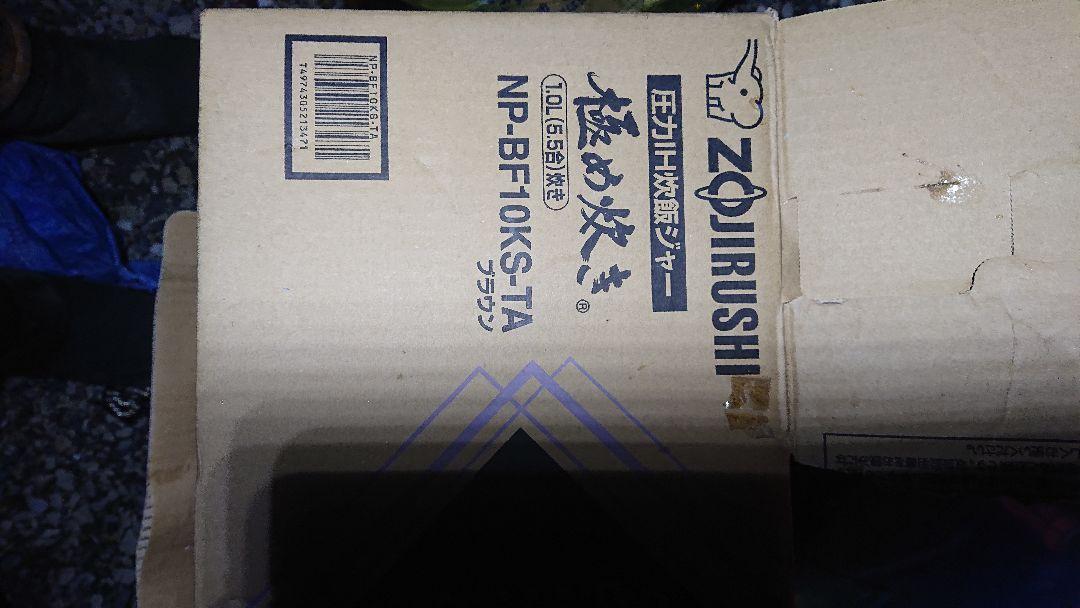 ZOJIRUSHI
圧力IH炊飯ジャー
極め炊き®
1.0L(5.5合)炊き
NP-BF10KS-TA
ブラウン
NP-BF10KS-TA
T4974305213471